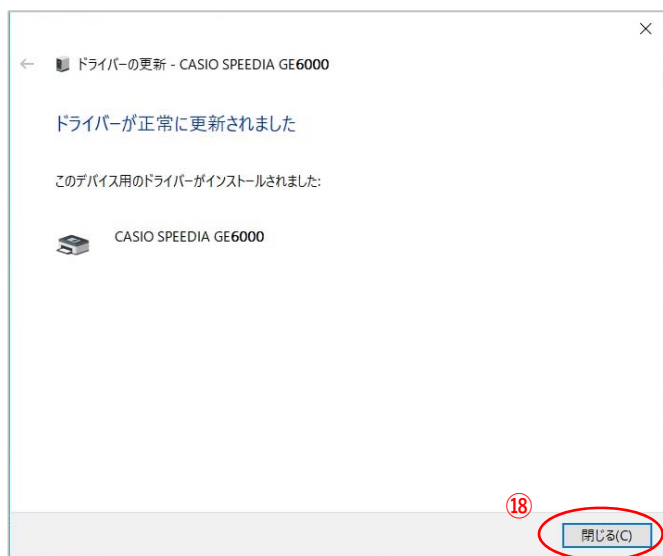 ドライバーの更新 - CASIO SPEEDIA GE6000
ドライバーが正常に更新されました
このデバイス用のドライバーがインストールされました:
CASIO SPEEDIA GE6000
⑱
閉じる(C)